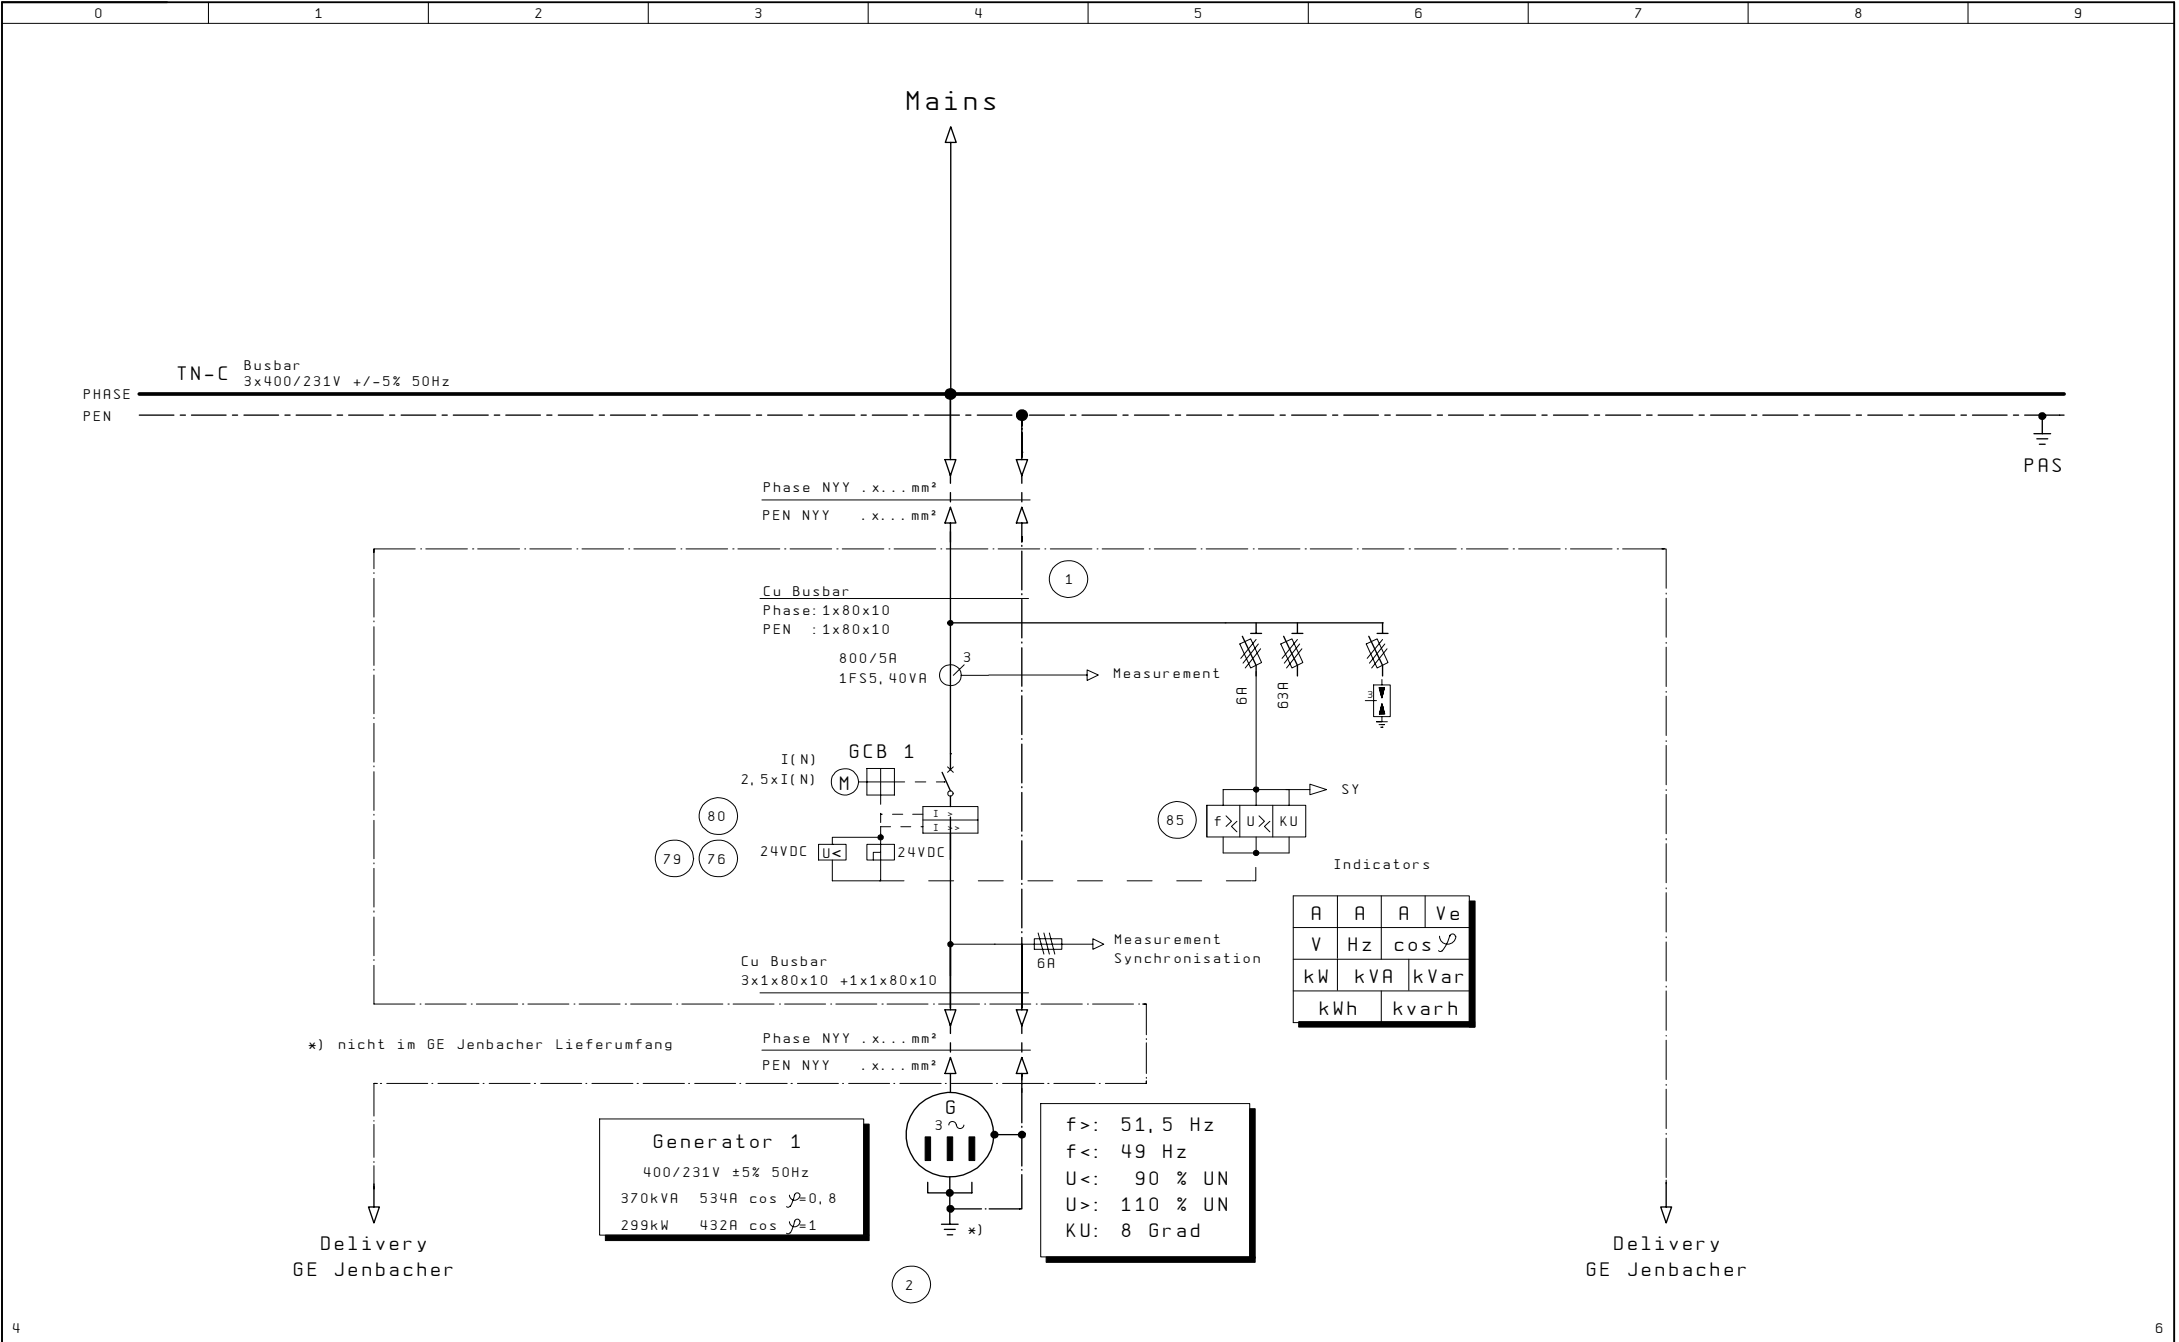 0 1 2 3 4 5 6 7 8 9
Mains
TN-C
Busbar
3x400/231V +/-5% 50Hz
PHASE
PEN
PAS
Phase NYY .x...mm²
PEN NYY .x...mm²
1
Cu Busbar
Phase:1x80x10
PEN :1x80x10
800/5A
1FS5,40VA
3
Measurement
6A
63A
3
GCB 1
I(N)
2,5xI(N)
M
I >
I >>
80
79
76
24VDC
U<
24VDC
SY
85
f>< U>< KU
Indicators
A A A Ve
V Hz cosφ
kW kVA kVar
kWh kvarh
Measurement
Synchronisation
6A
Cu Busbar
3x1x80x10 +1x1x80x10
*) nicht im GE Jenbacher Lieferumfang
Phase NYY .x...mm²
PEN NYY .x...mm²
G
3~
*)
Generator 1
400/231V ±5% 50Hz
370kVA 534A cos φ=0,8
299kW 432A cos φ=1
f>: 51,5 Hz
f<: 49 Hz
U<: 90 % UN
U>: 110 % UN
KU: 8 Grad
Delivery
GE Jenbacher
2
Delivery
GE Jenbacher
4
6